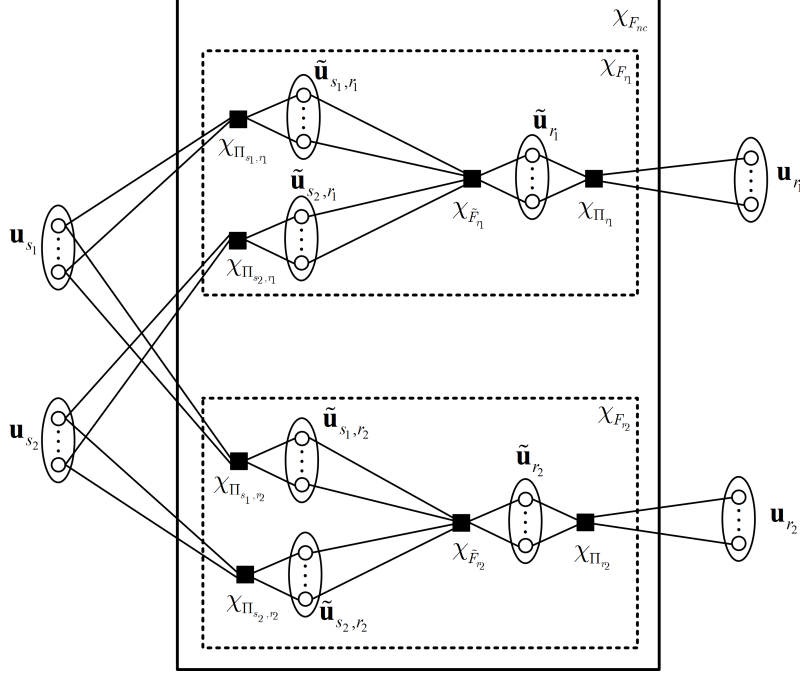 χ_{F_{nc}}
χ_{F_{r_1}}
ũ_{s_1,r_1}
ũ_{r_1}
χ_{Π_{s_1,r_1}}
u_{r_1}
ũ_{s_2,r_1}
χ_{F̃_{r_1}}
χ_{Π_{r_1}}
u_{s_1}
χ_{Π_{s_2,r_1}}
χ_{F_{r_2}}
ũ_{s_1,r_2}
u_{s_2}
ũ_{r_2}
χ_{Π_{s_1,r_2}}
u_{r_2}
χ_{F̃_{r_2}}
χ_{Π_{r_2}}
χ_{Π_{s_2,r_2}}
ũ_{s_2,r_2}